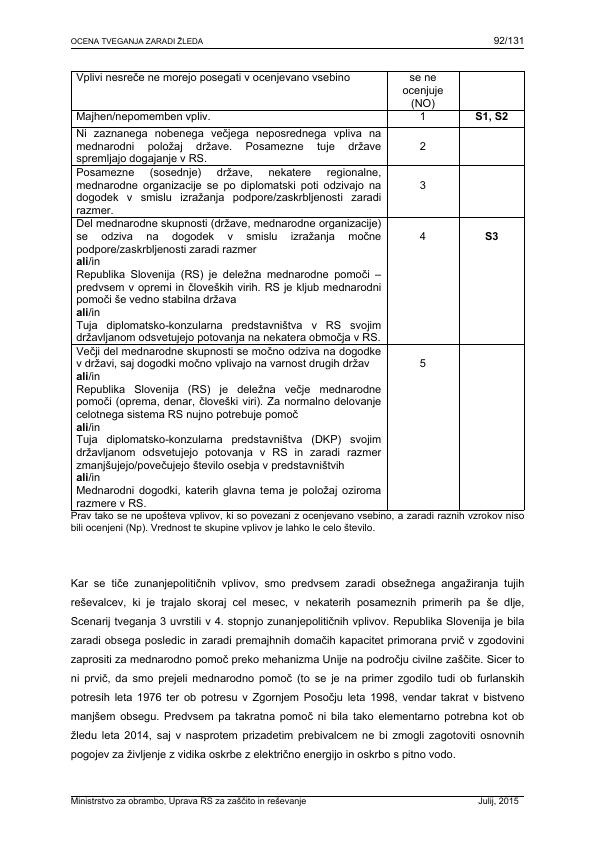 OCENA TVEGANJA ZARADI ŽLEDA 92/131
Vplivi nesreče ne morejo posegati v ocenjevano vsebino
se ne
ocenjuje
(NO)
Majhen/nepomemben vpliv. 1 S1, S2
Ni zaznanega nobenega večjega neposrednega vpliva na
mednarodni položaj države. Posamezne tuje države
spremljajo dogajanje v RS.
2
Posamezne (sosednje) države, nekatere regionalne,
mednarodne organizacije se po diplomatski poti odzivajo na
dogodek v smislu izražanja podpore/zaskrbljenosti zaradi
razmer.
3
Del mednarodne skupnosti (države, mednarodne organizacije)
se odziva na dogodek v smislu izražanja močne
podpore/zaskrbljenosti zaradi razmer
ali/in
Republika Slovenija (RS) je deležna mednarodne pomoči –
predvsem v opremi in človeških virih. RS je kljub mednarodni
pomoči še vedno stabilna država
ali/in
Tuja diplomatsko-konzularna predstavništva v RS svojim
državljanom odsvetujejo potovanja na nekatera območja v RS.
4 S3
Večji del mednarodne skupnosti se močno odziva na dogodke
v državi, saj dogodki močno vplivajo na varnost drugih držav
ali/in
Republika Slovenija (RS) je deležna večje mednarodne
pomoči (oprema, denar, človeški viri). Za normalno delovanje
celotnega sistema RS nujno potrebuje pomoč
ali/in
Tuja diplomatsko-konzularna predstavništva (DKP) svojim
državljanom odsvetujejo potovanja v RS in zaradi razmer
zmanjšujejo/povečujejo število osebja v predstavništvih
ali/in
Mednarodni dogodki, katerih glavna tema je položaj oziroma
razmere v RS.
5
Prav tako se ne upošteva vplivov, ki so povezani z ocenjevano vsebino, a zaradi raznih vzrokov niso
bili ocenjeni (Np). Vrednost te skupine vplivov je lahko le celo število.
Kar se tiče zunanjepolitičnih vplivov, smo predvsem zaradi obsežnega angažiranja tujih
reševalcev, ki je trajalo skoraj cel mesec, v nekaterih posameznih primerih pa še dlje,
Scenarij tveganja 3 uvrstili v 4. stopnjo zunanjepolitičnih vplivov. Republika Slovenija je bila
zaradi obsega posledic in zaradi premajhnih domačih kapacitet primorana prvič v zgodovini
zaprositi za mednarodno pomoč preko mehanizma Unije na področju civilne zaščite. Sicer to
ni prvič, da smo prejeli mednarodno pomoč (to se je na primer zgodilo tudi ob furlanskih
potresih leta 1976 ter ob potresu v Zgornjem Posočju leta 1998, vendar takrat v bistveno
manjšem obsegu. Predvsem pa takratna pomoč ni bila tako elementarno potrebna kot ob
žledu leta 2014, saj v nasprotem prizadetim prebivalcem ne bi zmogli zagotoviti osnovnih
pogojev za življenje z vidika oskrbe z električno energijo in oskrbo s pitno vodo.
Ministrstvo za obrambo, Uprava RS za zaščito in reševanje Julij, 2015